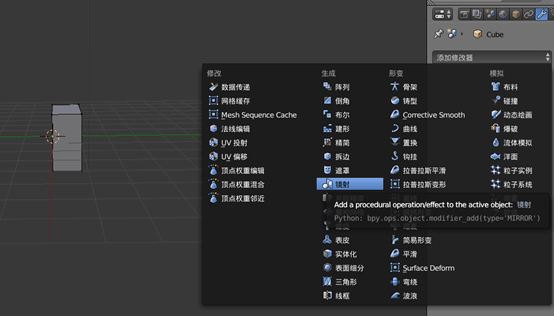 Cube
添加修改器
修改
数据传递
网格缓存
Mesh Sequence Cache
法线编辑
UV 投射
UV 偏移
顶点权重编辑
顶点权重混合
顶点权重邻近
生成
阵列
倒角
布尔
建形
精简
拆边
遮罩
镜射
表皮
实体化
表面细分
三角形
线框
形变
骨架
铸型
Corrective Smooth
曲线
置换
钩挂
拉普拉斯平滑
拉普拉斯变形
简易形变
平滑
Surface Deform
弯绕
波浪
模拟
布料
碰撞
动态绘画
爆破
流体模拟
洋面
粒子实例
粒子系统
Add a procedural operation/effect to the active object: 镜射
Python: bpy.ops.object.modifier_add(type='MIRROR')